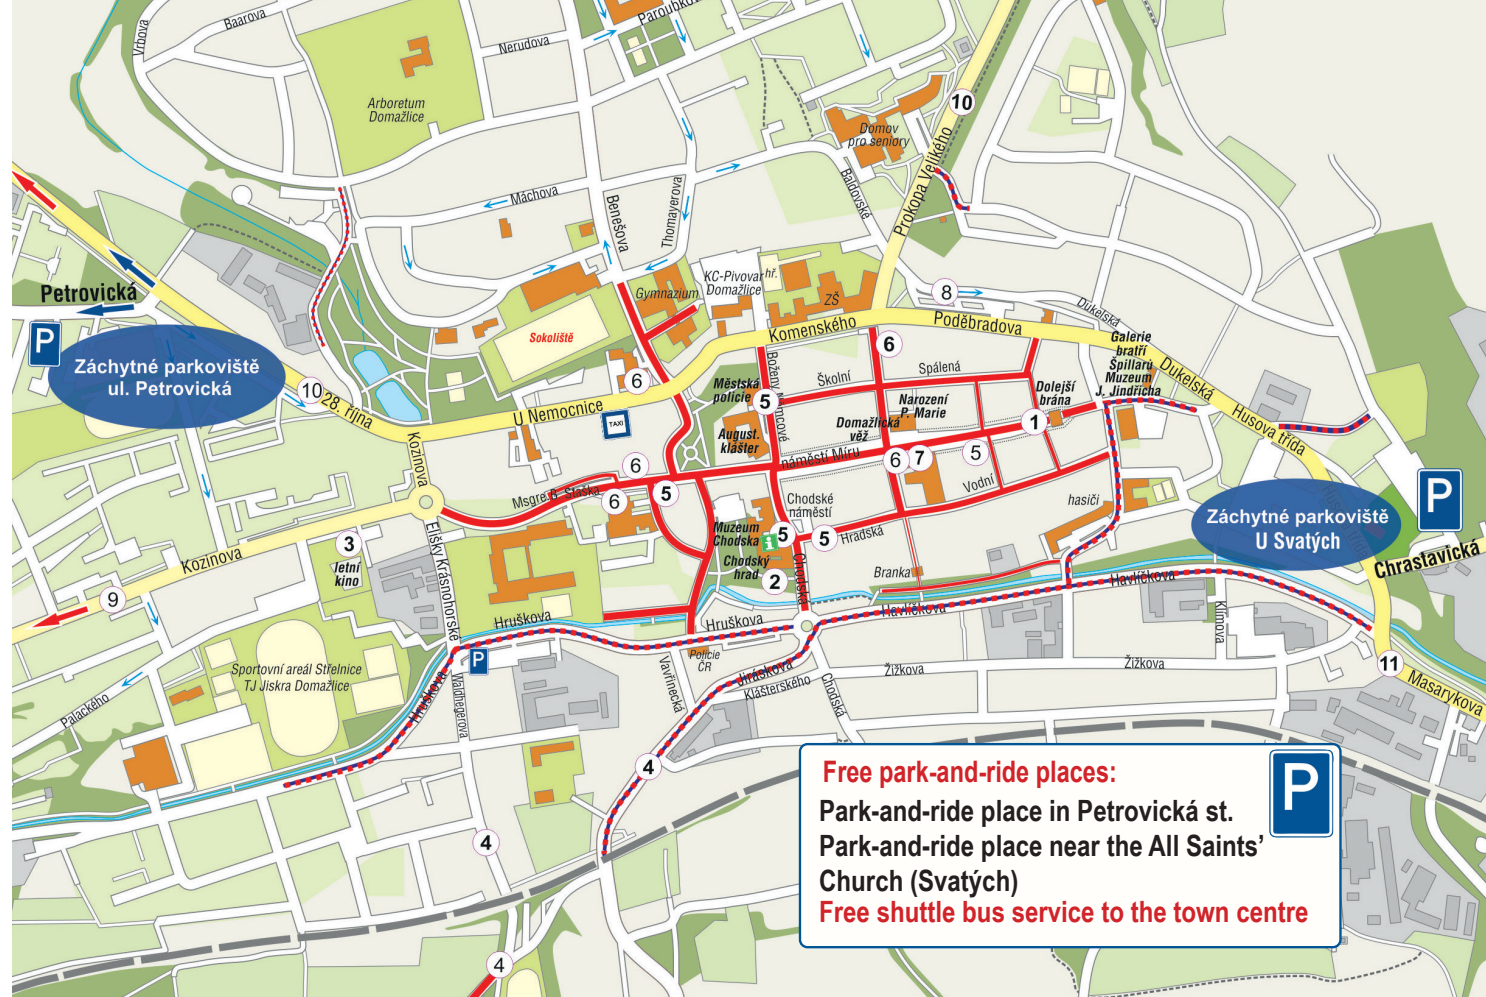 Vrbova
Baarova
Nerudova
Arboretum
Domažlice
Máchova
Benešova
Thomayerova
Domov
pro seniory
Baldovské
Prokopa Velikého
10
Petrovická
P
Záchytné parkoviště
ul. Petrovická
10
28. října
Kozinova
Sokoliště
Gymnazium
KC-Pivovar
Domažlice
hř.
ZŠ
Komenského
Poděbradova
8
Dukelská
Dukelská
Husova třída
Galerie
bratří
Špillarů
Muzeum
J. Jindřicha
U Nemocnice
TAXI
6
Městská
policie
5
Boženy Němcové
Školní
6
Spálená
Narození
P. Marie
Dolejší
brána
1
August.
klášter
Domažlická
věž
náměstí Míru
6
7
5
Vodní
hasiči
Msgre B. Staška
6
6
5
Chodské
náměstí
Muzeum
Chodska
i
5
5
Hradská
Chodský
hrad
2
Chodská
Branka
Záchytné parkoviště
U Svatých
P
Chrastavická
Kozinova
3
letní
kino
9
Elišky Krásnohorské
Hruškova
Hruškova
Havlíčkova
Havlíčkova
Klímova
Sportovní areál Střelnice
TJ Jiskra Domažlice
Hruškova
P
Waldhegerova
Policie
ČR
Vavřinecká
Jiráskova
Klášterského
Chodská
Žižkova
Žižkova
11
Masarykova
Palackého
4
4
4
Free park-and-ride places:
Park-and-ride place in Petrovická st.
Park-and-ride place near the All Saints’
Church (Svatých)
Free shuttle bus service to the town centre
P